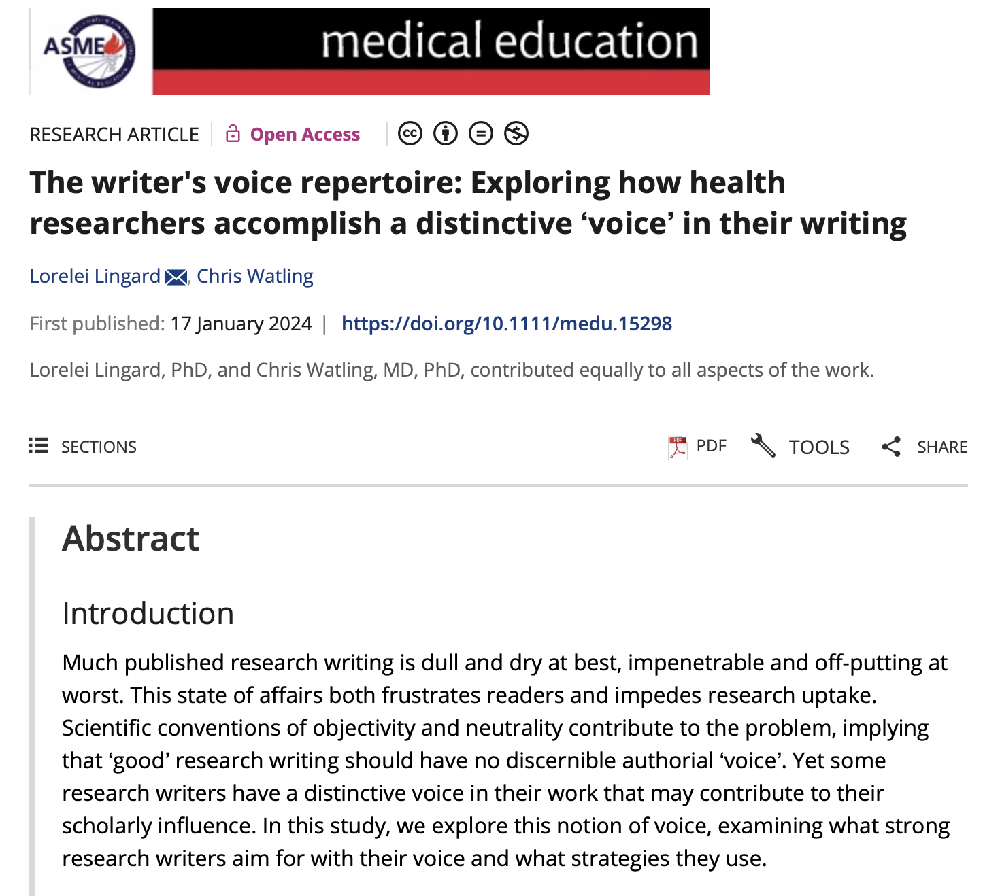 ASME
medical education
RESEARCH ARTICLE Open Access cc
The writer's voice repertoire: Exploring how health
researchers accomplish a distinctive ‘voice’ in their writing
Lorelei Lingard, Chris Watling
First published: 17 January 2024 | https://doi.org/10.1111/medu.15298
Lorelei Lingard, PhD, and Chris Watling, MD, PhD, contributed equally to all aspects of the work.
SECTIONS PDF PDF TOOLS SHARE
Abstract
Introduction
Much published research writing is dull and dry at best, impenetrable and off-putting at
worst. This state of affairs both frustrates readers and impedes research uptake.
Scientific conventions of objectivity and neutrality contribute to the problem, implying
that ‘good’ research writing should have no discernible authorial ‘voice’. Yet some
research writers have a distinctive voice in their work that may contribute to their
scholarly influence. In this study, we explore this notion of voice, examining what strong
research writers aim for with their voice and what strategies they use.